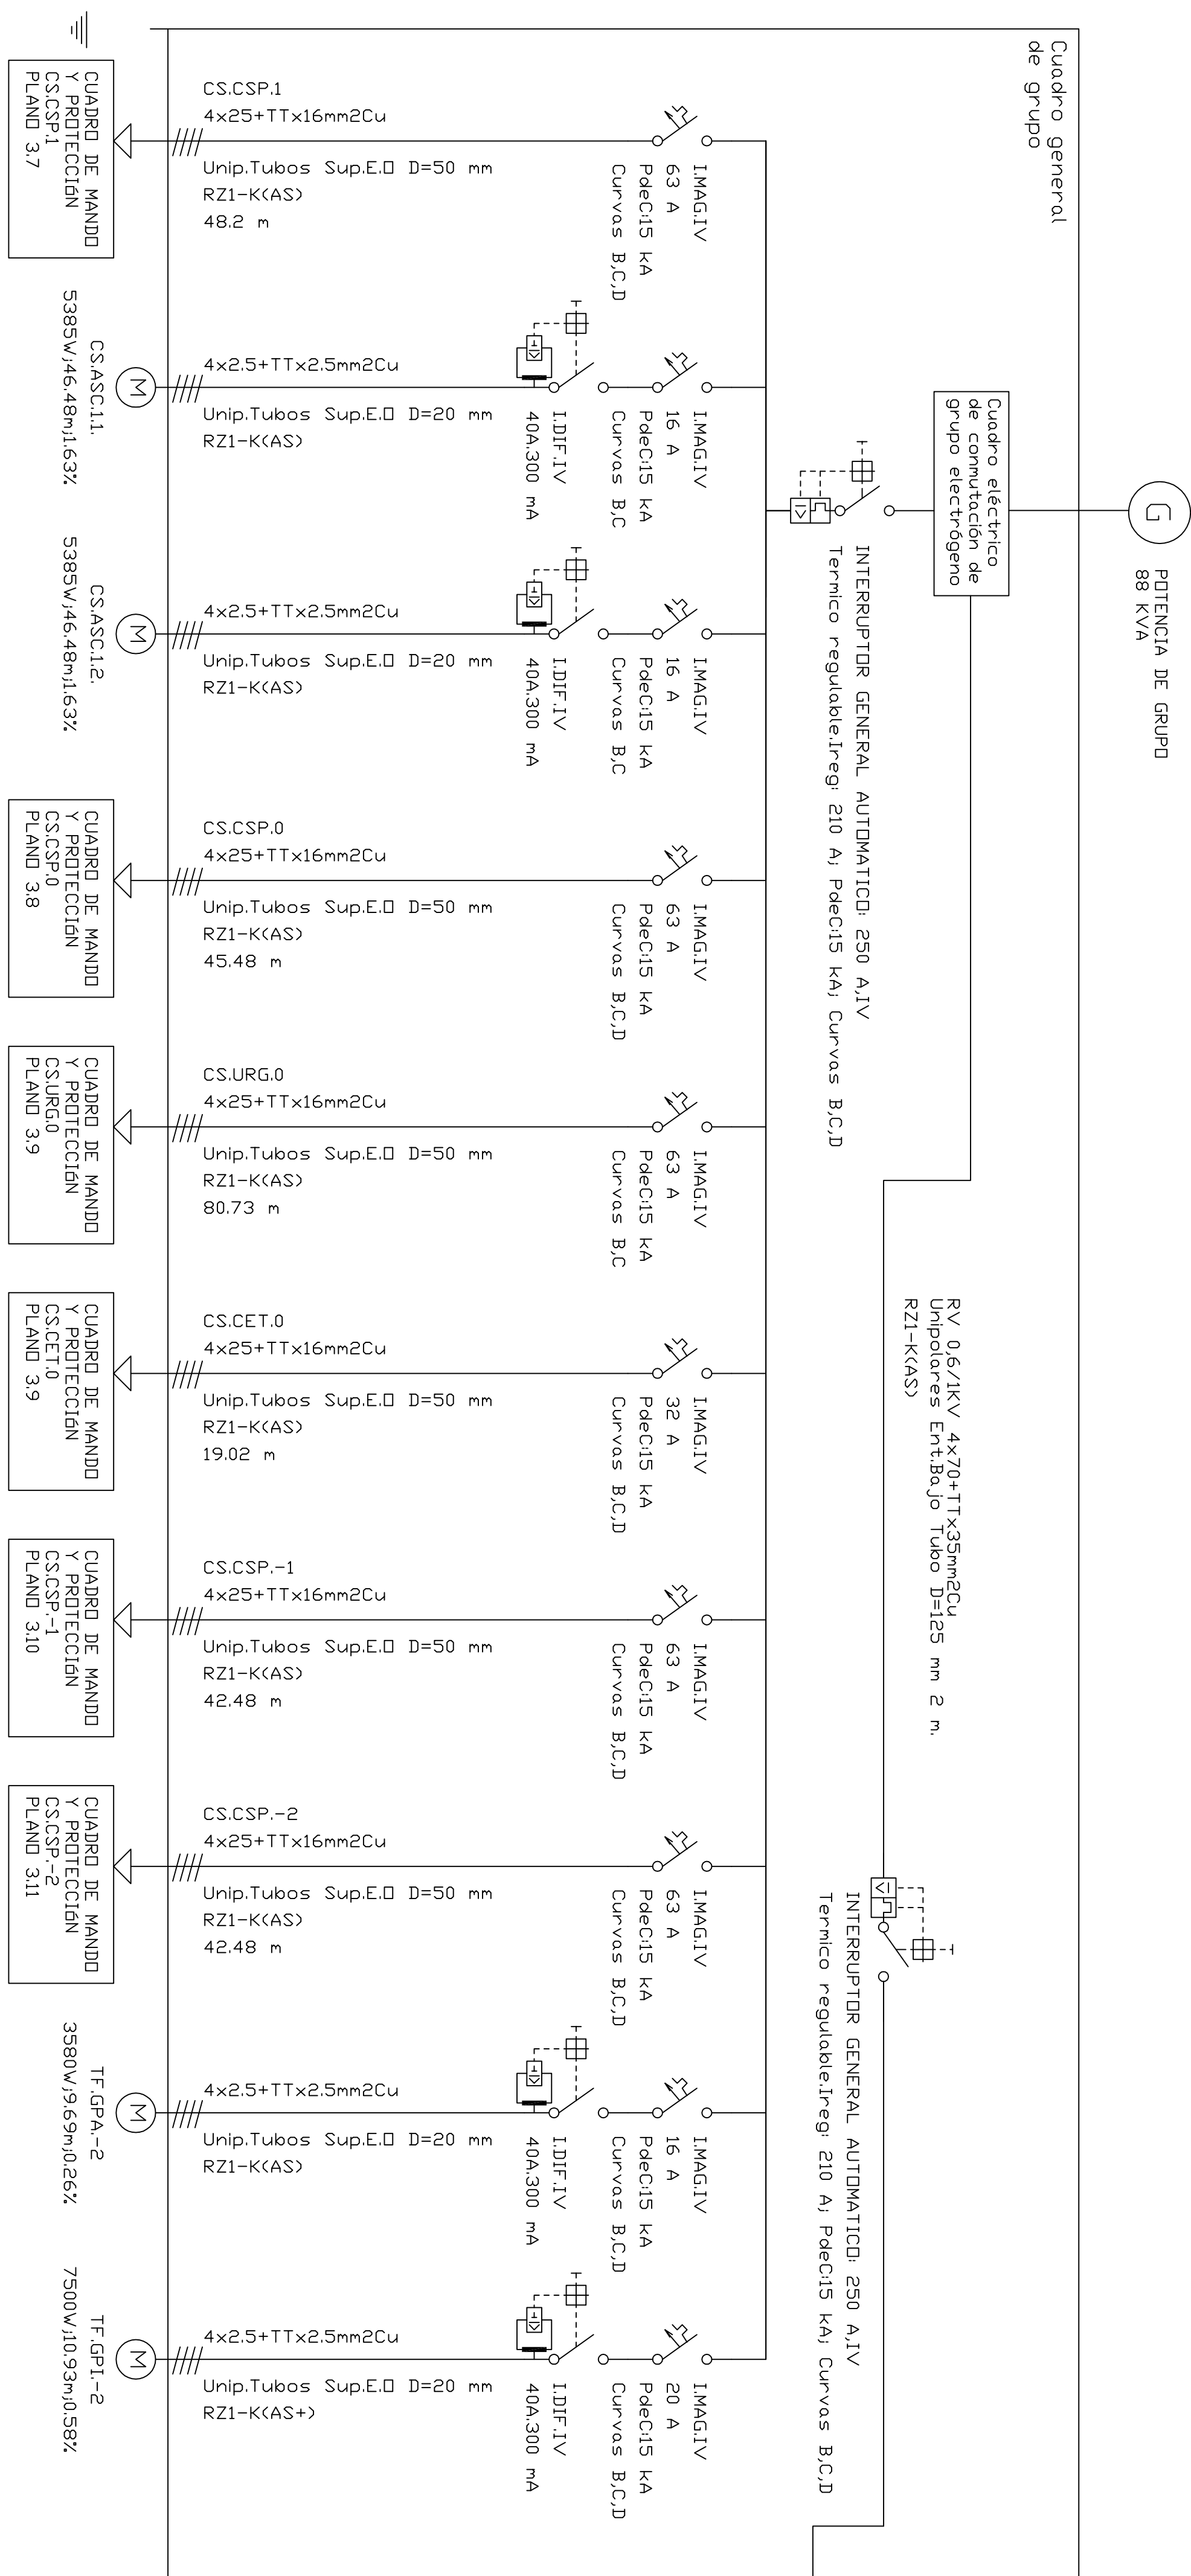 Cuadro general
de grupo
G
POTENCIA DE GRUPO
88 KVA
Cuadro eléctrico
de conmutación de
grupo electrógeno
INTERRUPTOR GENERAL AUTOMATICO: 250 A,IV
Termico regulable.Ireg: 210 A; PdeC:15 kA; Curvas B,C,D
RV 0,6/1KV 4x70+TTx35mm2Cu
Unipolares Ent.Bajo Tubo D=125 mm 2 m.
RZ1-K(AS)
INTERRUPTOR GENERAL AUTOMATICO: 250 A,IV
Termico regulable.Ireg: 210 A; PdeC:15 kA; Curvas B,C,D
I.MAG.IV
63 A
PdeC:15 kA
Curvas B,C,D
CS.CSP.1
4x25+TTx16mm2Cu
Unip.Tubos Sup.E.O D=50 mm
RZ1-K(AS)
48.2 m
CUADRO DE MANDO
Y PROTECCIóN
CS.CSP.1
PLANO 3.7
I.MAG.IV
16 A
PdeC:15 kA
Curvas B,C
I.DIF.IV
40A.300 mA
4x2.5+TTx2.5mm2Cu
Unip.Tubos Sup.E.O D=20 mm
RZ1-K(AS)
M
CS.ASC.1.1.
5385W;46.48m;1.63%
I.MAG.IV
16 A
PdeC:15 kA
Curvas B,C
I.DIF.IV
40A.300 mA
4x2.5+TTx2.5mm2Cu
Unip.Tubos Sup.E.O D=20 mm
RZ1-K(AS)
M
CS.ASC.1.2.
5385W;46.48m;1.63%
I.MAG.IV
63 A
PdeC:15 kA
Curvas B,C,D
CS.CSP.0
4x25+TTx16mm2Cu
Unip.Tubos Sup.E.O D=50 mm
RZ1-K(AS)
45.48 m
CUADRO DE MANDO
Y PROTECCIóN
CS.CSP.0
PLANO 3.8
I.MAG.IV
63 A
PdeC:15 kA
Curvas B,C
CS.URG.0
4x25+TTx16mm2Cu
Unip.Tubos Sup.E.O D=50 mm
RZ1-K(AS)
80.73 m
CUADRO DE MANDO
Y PROTECCIóN
CS.URG.0
PLANO 3.9
I.MAG.IV
32 A
PdeC:15 kA
Curvas B,C,D
CS.CET.0
4x25+TTx16mm2Cu
Unip.Tubos Sup.E.O D=50 mm
RZ1-K(AS)
19.02 m
CUADRO DE MANDO
Y PROTECCIóN
CS.CET.0
PLANO 3.9
I.MAG.IV
63 A
PdeC:15 kA
Curvas B,C,D
CS.CSP.-1
4x25+TTx16mm2Cu
Unip.Tubos Sup.E.O D=50 mm
RZ1-K(AS)
42.48 m
CUADRO DE MANDO
Y PROTECCIóN
CS.CSP.-1
PLANO 3.10
I.MAG.IV
63 A
PdeC:15 kA
Curvas B,C,D
CS.CSP.-2
4x25+TTx16mm2Cu
Unip.Tubos Sup.E.O D=50 mm
RZ1-K(AS)
42.48 m
CUADRO DE MANDO
Y PROTECCIóN
CS.CSP.-2
PLANO 3.11
I.MAG.IV
16 A
PdeC:15 kA
Curvas B,C,D
I.DIF.IV
40A.300 mA
4x2.5+TTx2.5mm2Cu
Unip.Tubos Sup.E.O D=20 mm
RZ1-K(AS)
M
TF.GPA.-2
3580W;9.69m;0.26%
I.MAG.IV
20 A
PdeC:15 kA
Curvas B,C,D
I.DIF.IV
40A.300 mA
4x2.5+TTx2.5mm2Cu
Unip.Tubos Sup.E.O D=20 mm
RZ1-K(AS+)
M
TF.GPI.-2
7500W;10.93m;0.58%